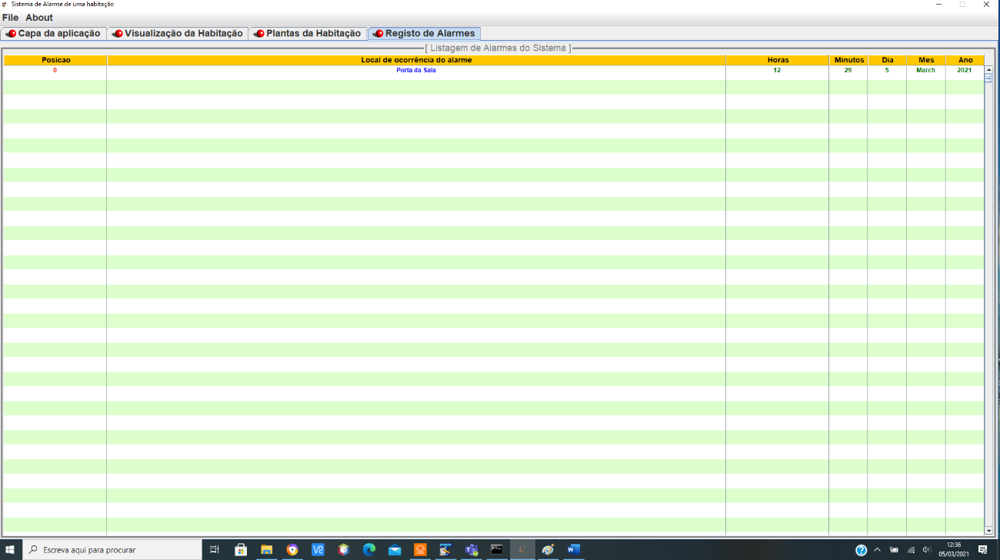 Sistema de Alarme de uma habitação
File About
Capa da aplicação Visualização da Habitação Plantas da Habitação Registo de Alarmes
[ Listagem de Alarmes do Sistema ]
Posicao Local de ocorrência do alarme Horas Minutos Dia Mes Ano
0 Porta da Sala 12 29 5 March 2021
Escreva aqui para procurar
12:36
05/03/2021